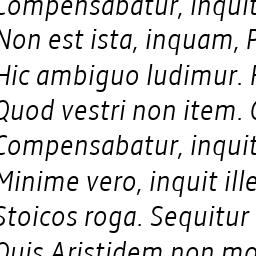 Compensabatur, inquit
Non est ista, inquam, P
Hic ambiguo ludimur.
Quod vestri non item.
Compensabatur, inquit
Minime vero, inquit ille
Stoicos roga. Sequitur
Quis Aristidem non mo